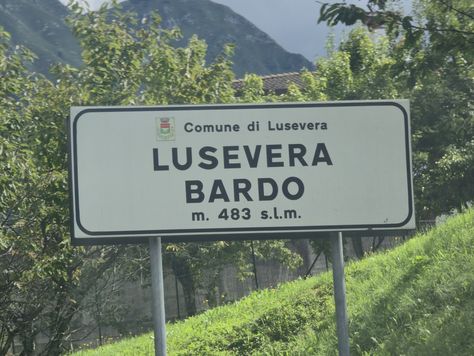 Comune di Lusevera
LUSEVERA
BARDO
m. 483 s.l.m.